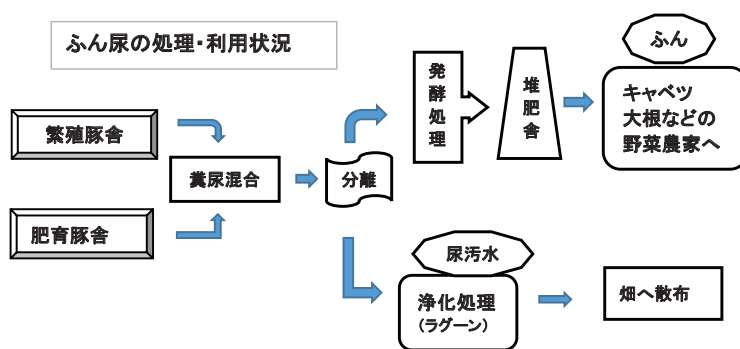 ふん尿の処理・利用状況
繁殖豚舎
肥育豚舎
糞尿混合
分離
発酵処理
堆肥舎
ふん
キャベツ
大根などの
野菜農家へ
尿汚水
浄化処理
(ラグーン)
畑へ散布